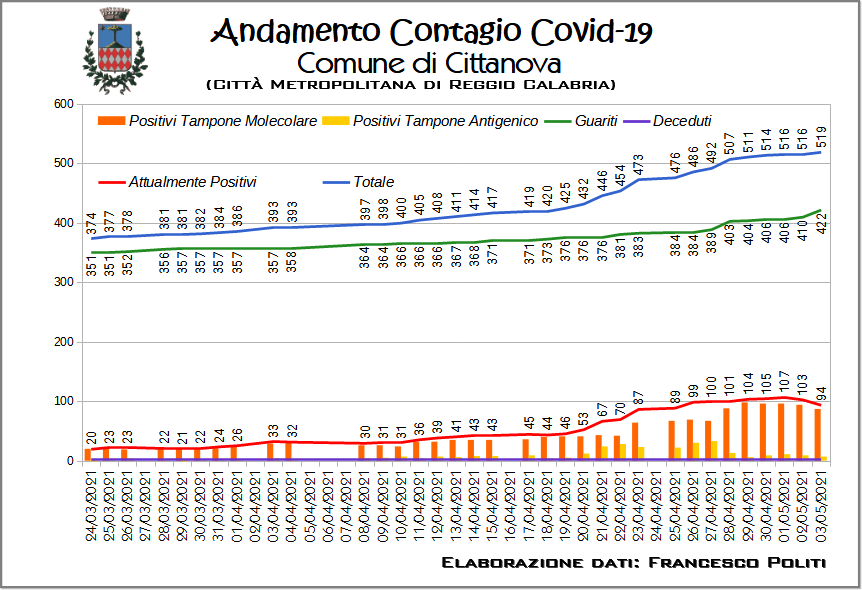 Andamento Contagio Covid-19
Comune di Cittanova
(Città Metropolitana di Reggio Calabria)
Positivi Tampone Molecolare Positivi Tampone Antigenico Guariti Deceduti
Attualmente Positivi Totale
600
500
400
300
200
100
0
374 377 378 381 381 382 384 386 393 393 397 398 400 405 408 411 414 417 419 420 425 432 446 454 473 476 486 492 507 511 514 516 516 519
351 351 352 356 357 357 357 357 357 358 364 364 366 366 366 367 368 371 371 373 376 376 376 381 383 384 384 389 403 404 406 406 410 422
20 23 23 22 21 22 24 26 33 32 30 31 31 36 39 41 43 43 45 44 46 53 67 70 87 89 99 100 101 104 105 107 103 94
24/03/2021 25/03/2021 26/03/2021 27/03/2021 28/03/2021 29/03/2021 30/03/2021 31/03/2021 01/04/2021 02/04/2021 03/04/2021 04/04/2021 05/04/2021 06/04/2021 07/04/2021 08/04/2021 09/04/2021 10/04/2021 11/04/2021 12/04/2021 13/04/2021 14/04/2021 15/04/2021 16/04/2021 17/04/2021 18/04/2021 19/04/2021 20/04/2021 21/04/2021 22/04/2021 23/04/2021 24/04/2021 25/04/2021 26/04/2021 27/04/2021 28/04/2021 29/04/2021 30/04/2021 01/05/2021 02/05/2021 03/05/2021
Elaborazione dati: Francesco Politi